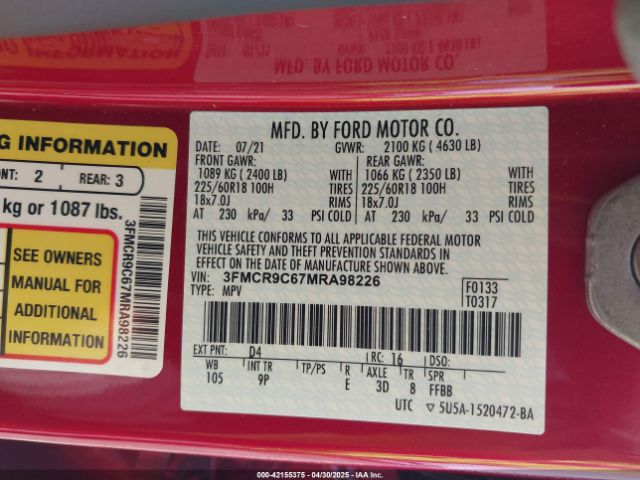 MFD. BY FORD MOTOR CO.
DATE: 07/21 GVWR: 2100 KG ( 4630 LB)
FRONT GAWR: REAR GAWR:
1089 KG ( 2400 LB) WITH 1066 KG ( 2350 LB) WITH
225/60R18 100H TIRES 225/60R18 100H TIRES
18x7.0J RIMS 18x7.0J RIMS
AT 230 kPa/ 33 PSI COLD AT 230 kPa/ 33 PSI COLD
THIS VEHICLE CONFORMS TO ALL APPLICABLE FEDERAL MOTOR
VEHICLE SAFETY AND THEFT PREVENTION STANDARDS IN
EFFECT ON THE DATE OF MANUFACTURE SHOWN ABOVE.
VIN: 3FMCR9C67MRA98226
TYPE: MPV
F0133
T0317
EXT PNT: D4 RC: 16 DSO:
WB INT TR TP/PS R AXLE TR SPR
105 9P E 3D 8 FFBB
UTC 5U5A-1520472-BA
G INFORMATION
NT: 2 REAR: 3
kg or 1087 lbs.
SEE OWNERS
MANUAL FOR
ADDITIONAL
INFORMATION
3FMCR9C67MRA98226
000-42155375 - 04/30/2025 - IAAI.COM